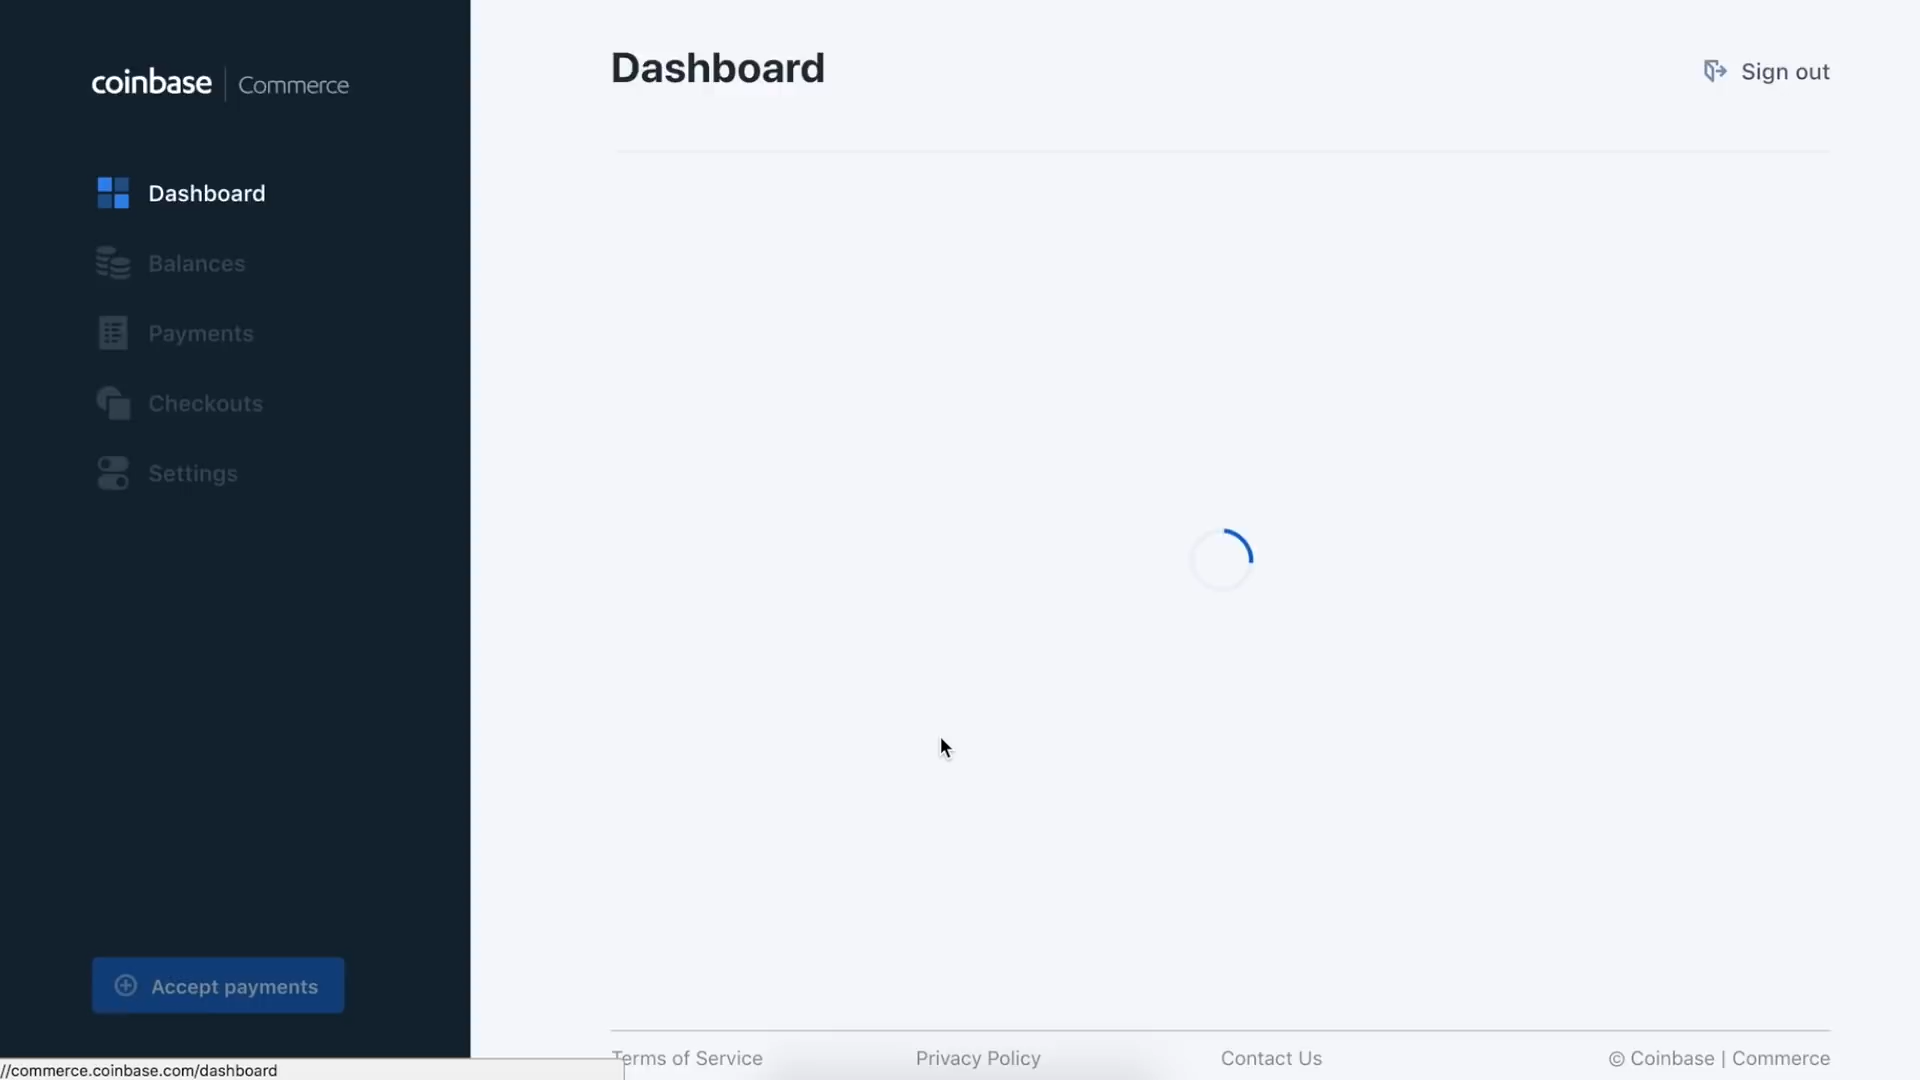 coinbase | Commerce
Dashboard
Balances
Payments
Checkouts
Settings
Accept payments
Dashboard
Sign out
Terms of Service
Privacy Policy
Contact Us
© Coinbase | Commerce
//commerce.coinbase.com/dashboard